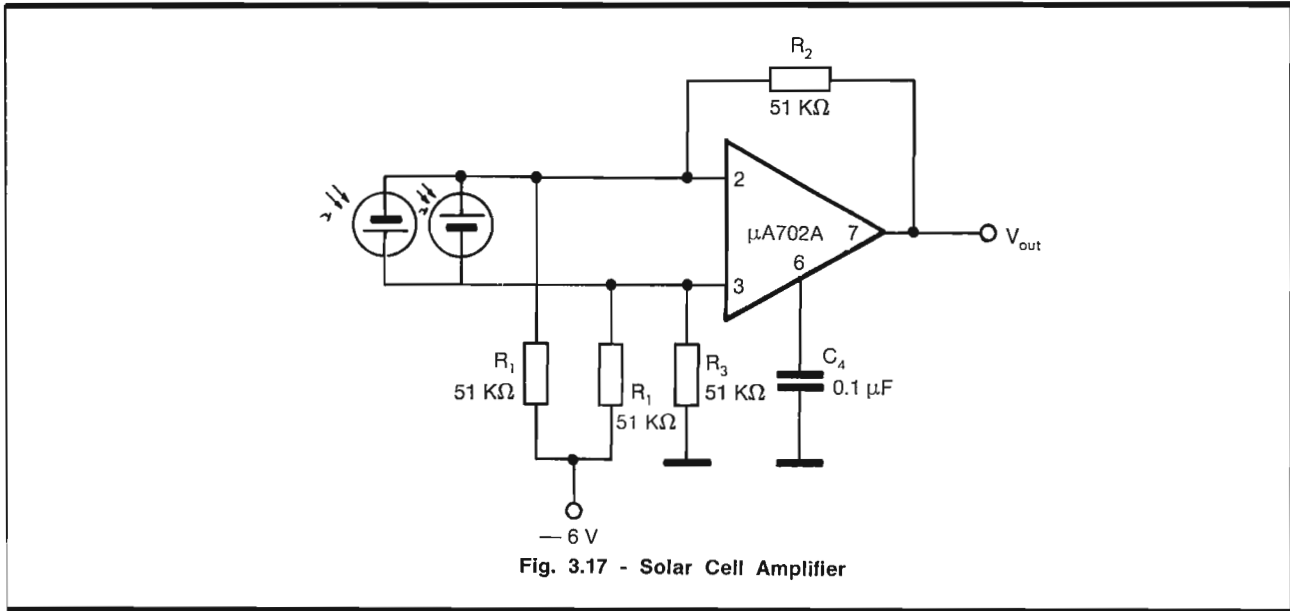 R₂
51 KΩ
2
μA702A
7
V_out
6
3
R₁
51 KΩ
R₁
51 KΩ
R₃
51 KΩ
C₄
0.1 μF
— 6 V
Fig. 3.17 - Solar Cell Amplifier